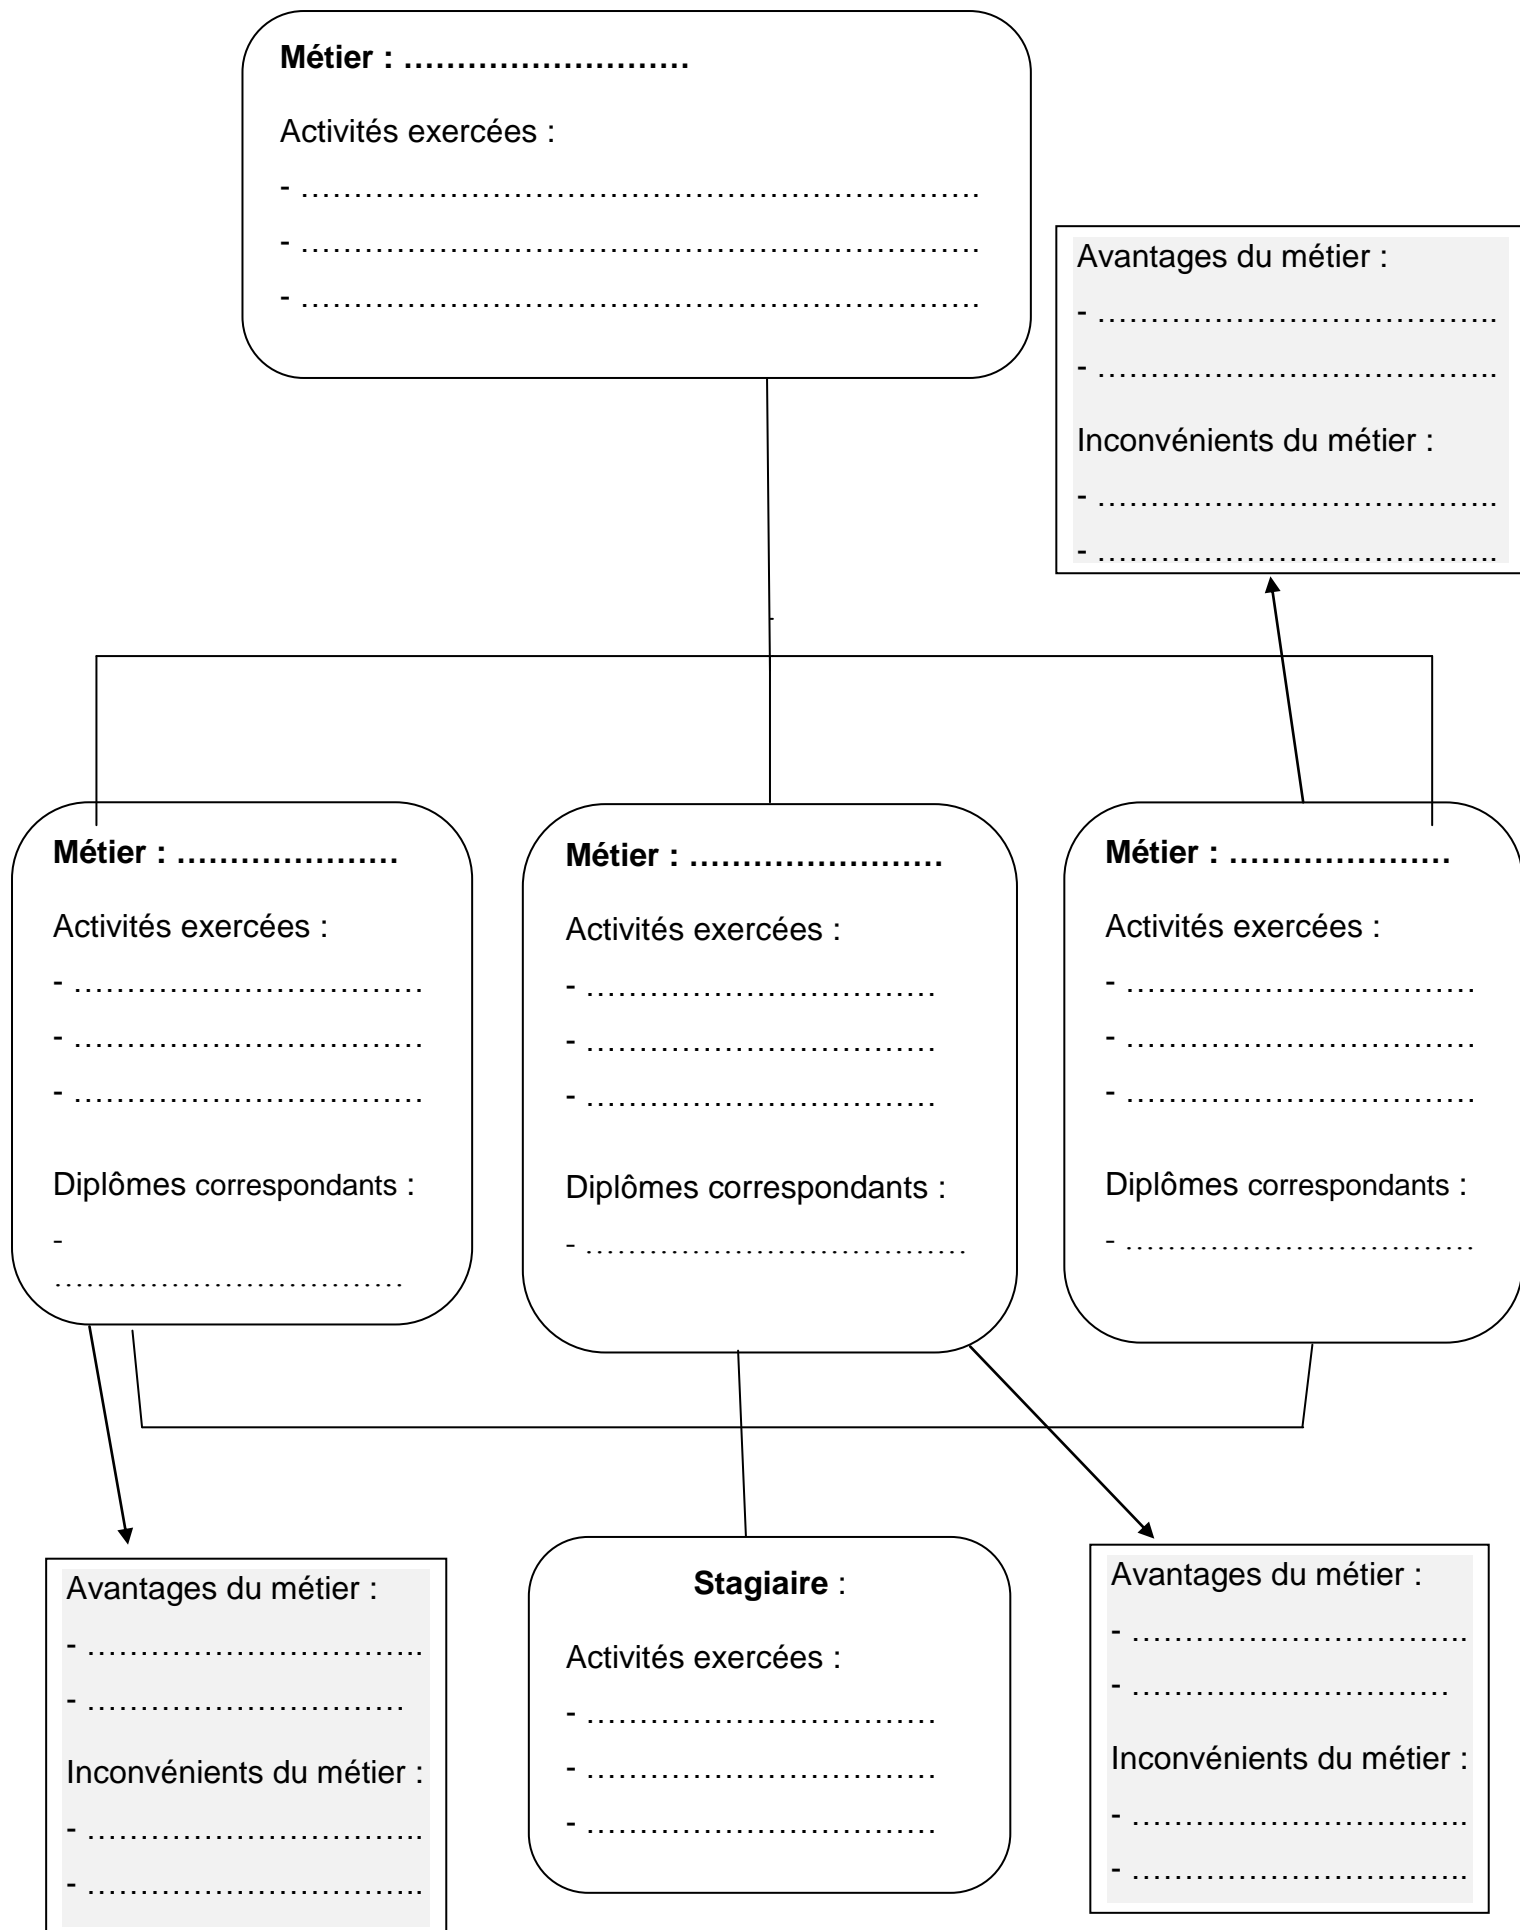 Métier : ………………………
Activités exercées :
- …………………………………………………………
- …………………………………………………………
- …………………………………………………………
Avantages du métier :
- ………………………………..
- ………………………………..
Inconvénients du métier :
- ………………………………..
- ………………………………..
Métier : …………………
Activités exercées :
- ……………………………
- ……………………………
- ……………………………
Diplômes correspondants :
-
……………………………
Métier : ……………………
Activités exercées :
- ……………………………
- ……………………………
- ……………………………
Diplômes correspondants :
- ………………………………
Métier : …………………
Activités exercées :
- ……………………………
- ……………………………
- ……………………………
Diplômes correspondants :
- ……………………………
Avantages du métier :
- …………………………..
- …………………………
Inconvénients du métier :
- …………………………..
- …………………………..
Stagiaire :
Activités exercées :
- ……………………………
- ……………………………
- ……………………………
Avantages du métier :
- …………………………..
- …………………………
Inconvénients du métier :
- …………………………..
- …………………………..